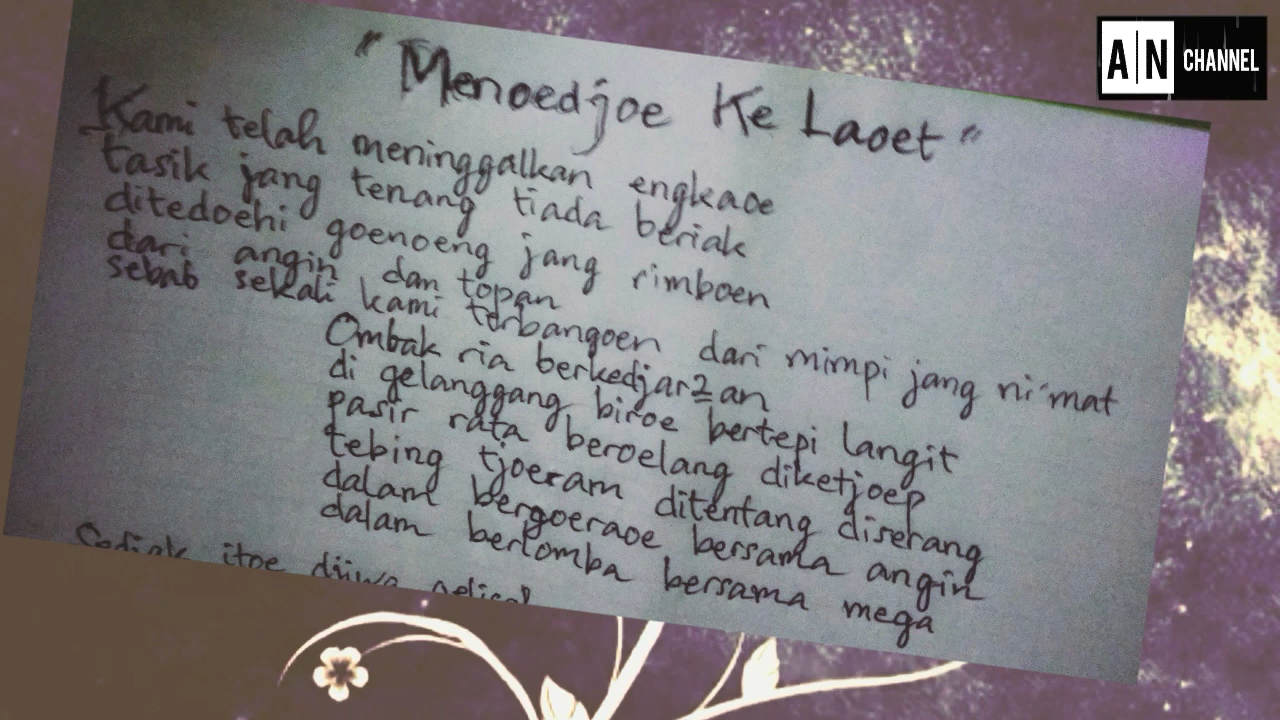 "Menoedjoe Ke Laoet"
Kami telah meninggalkan engkaoe
tasik jang tenang tiada beriak
ditedoehi goenoeng jang rimboen
dari angin dan topan
sebab sekali kami terbangoen dari mimpi jang ni'mat
Ombak ria berkedjar2an
di gelanggang biroe bertepi langit
pasir rata beroelang diketjoep
tebing tjoeram ditentang diserang
dalam bergoeraoe bersama angin
dalam berlomba bersama mega
itoe djiwa
A|N CHANNEL